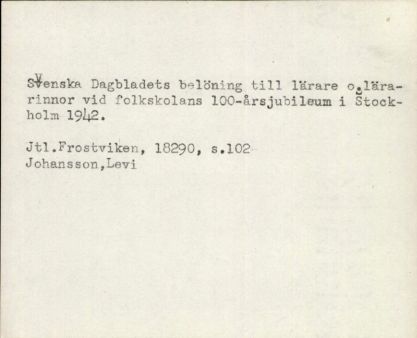 Svenska Dagbladets belöning till lärare o.lära-
rinnor vid folkskolans 100-årsjubileum i Stock-
holm 1942.
Jtl.Frostviken, 18290, s.102
Johansson,Levi